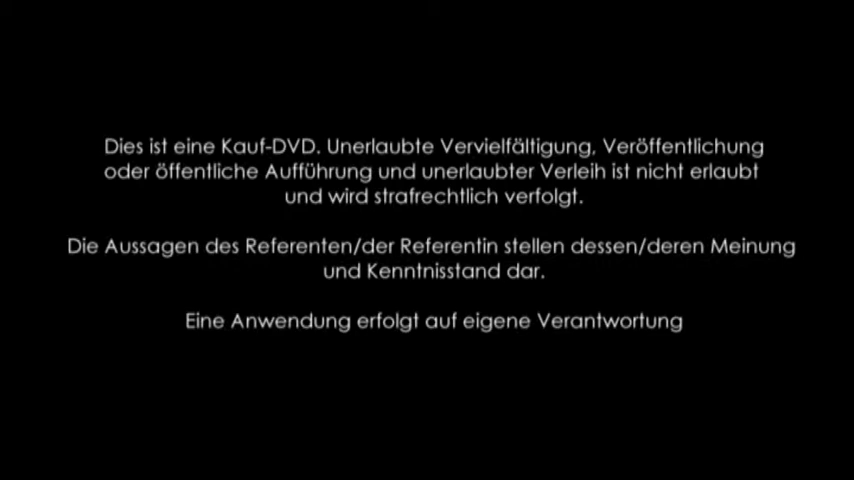 Dies ist eine Kauf-DVD. Unerlaubte Vervielfältigung, Veröffentlichung
oder öffentliche Aufführung und unerlaubter Verleih ist nicht erlaubt
und wird strafrechtlich verfolgt.
Die Aussagen des Referenten/der Referentin stellen dessen/deren Meinung
und Kenntnisstand dar.
Eine Anwendung erfolgt auf eigene Verantwortung